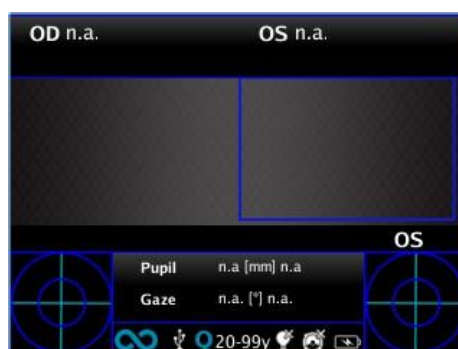 OD n.a. OS n.a.
OS
Pupil n.a [mm] n.a
Gaze n.a. [°] n.a.
20-99y